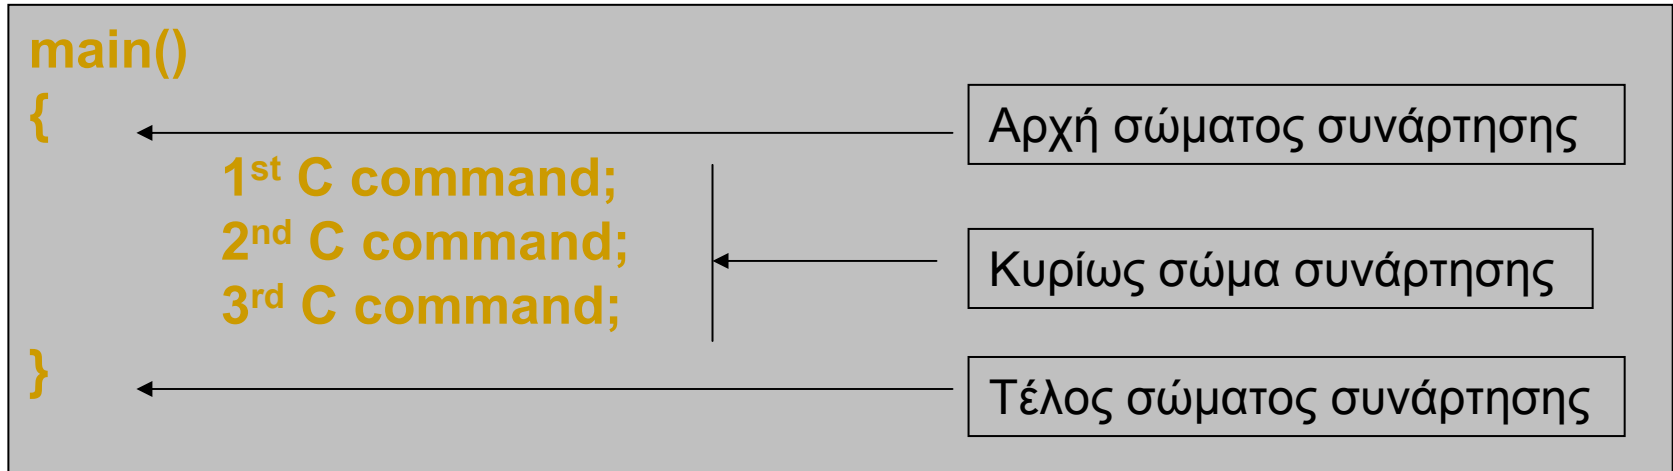 main()
{
Αρχή σώματος συνάρτησης
1st C command;
2nd C command;
3rd C command;
Κυρίως σώμα συνάρτησης
}
Τέλος σώματος συνάρτησης